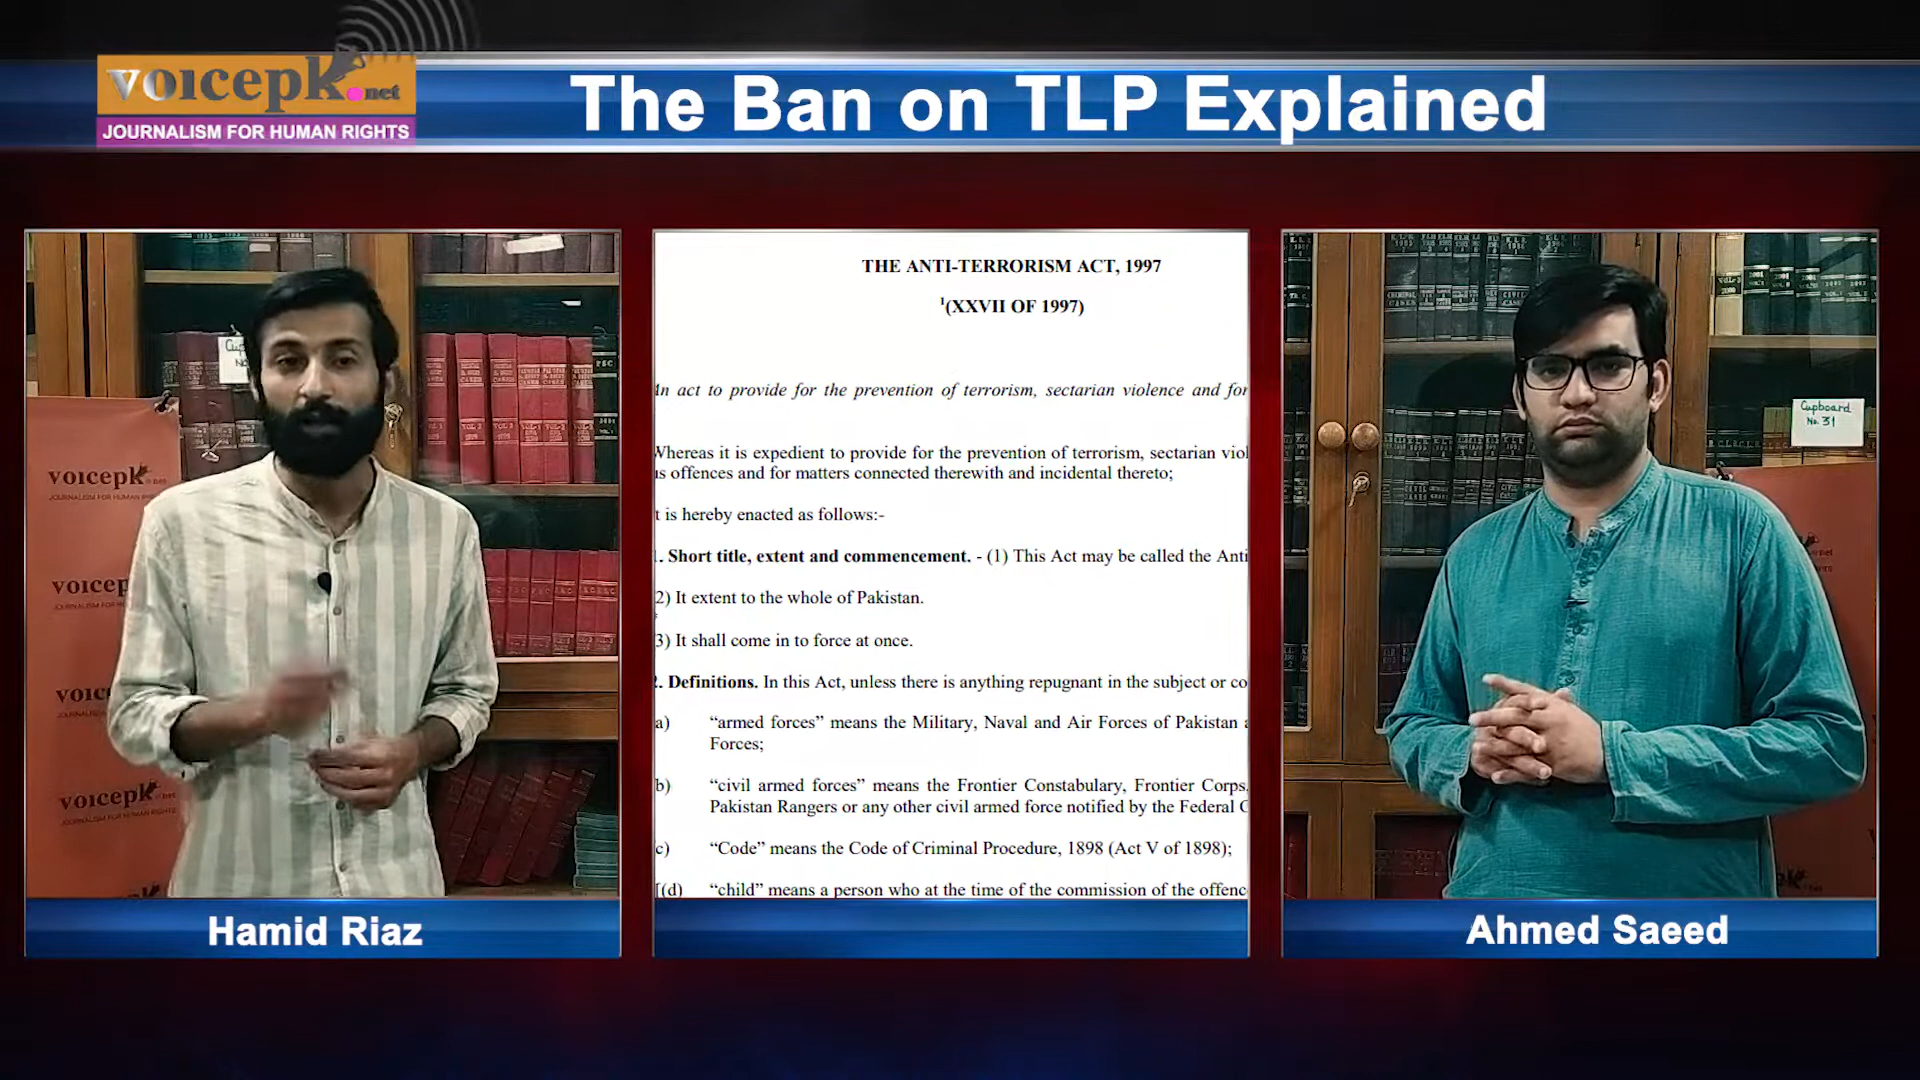 voicepk.net
JOURNALISM FOR HUMAN RIGHTS
The Ban on TLP Explained
voicepk
voicepk
voicepk
THE ANTI-TERRORISM ACT, 1997
1(XXVII OF 1997)
An act to provide for the prevention of terrorism, sectarian violence and for
Whereas it is expedient to provide for the prevention of terrorism, sectarian viol
us offences and for matters connected therewith and incidental thereto;
t is hereby enacted as follows:-
1. Short title, extent and commencement. - (1) This Act may be called the Anti
2) It extent to the whole of Pakistan.
3) It shall come in to force at once.
2. Definitions. In this Act, unless there is anything repugnant in the subject or co
a) “armed forces” means the Military, Naval and Air Forces of Pakistan a
Forces;
b) “civil armed forces” means the Frontier Constabulary, Frontier Corps,
Pakistan Rangers or any other civil armed force notified by the Federal G
c) “Code” means the Code of Criminal Procedure, 1898 (Act V of 1898);
[(d) “child” means a person who at the time of the commission of the offenc
Cupboard
No. 31
Hamid Riaz
Ahmed Saeed